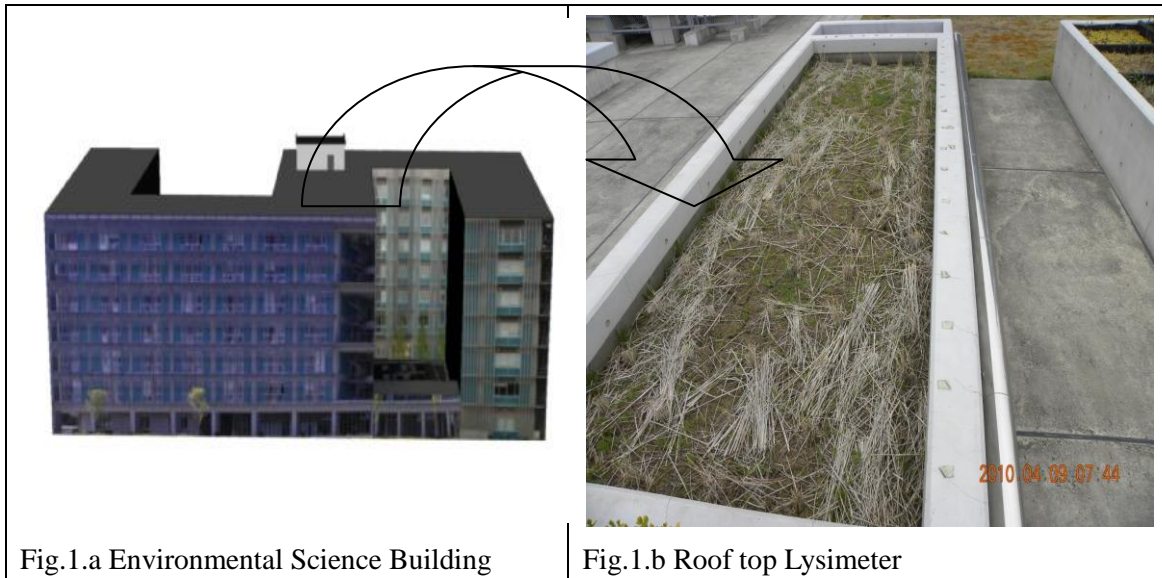 2010.04.09 07:44
Fig.1.a Environmental Science Building
Fig.1.b Roof top Lysimeter